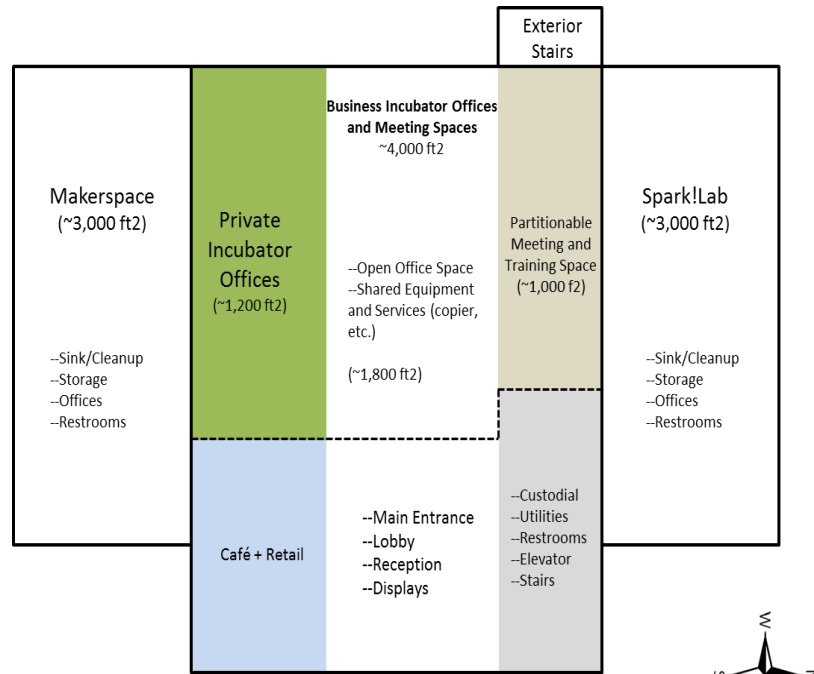 Exterior
Stairs
Makerspace
(~3,000 ft2)
--Sink/Cleanup
--Storage
--Offices
--Restrooms
Private
Incubator
Offices
(~1,200 ft2)
Business Incubator Offices
and Meeting Spaces
~4,000 ft2
--Open Office Space
--Shared Equipment
and Services (copier,
etc.)
(~1,800 ft2)
Partitionable
Meeting and
Training Space
(~1,000 f2)
Spark!Lab
(~3,000 ft2)
--Sink/Cleanup
--Storage
--Offices
--Restrooms
Café + Retail
--Main Entrance
--Lobby
--Reception
--Displays
--Custodial
--Utilities
--Restrooms
--Elevator
--Stairs
W